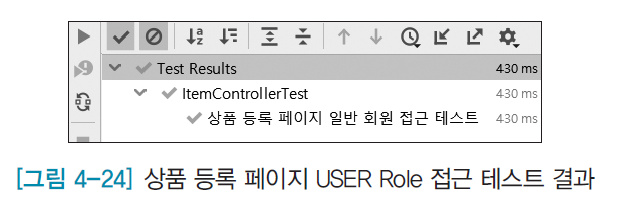 Test Results 430 ms
ItemControllerTest 430 ms
상품 등록 페이지 일반 회원 접근 테스트 430 ms
[그림 4-24] 상품 등록 페이지 USER Role 접근 테스트 결과